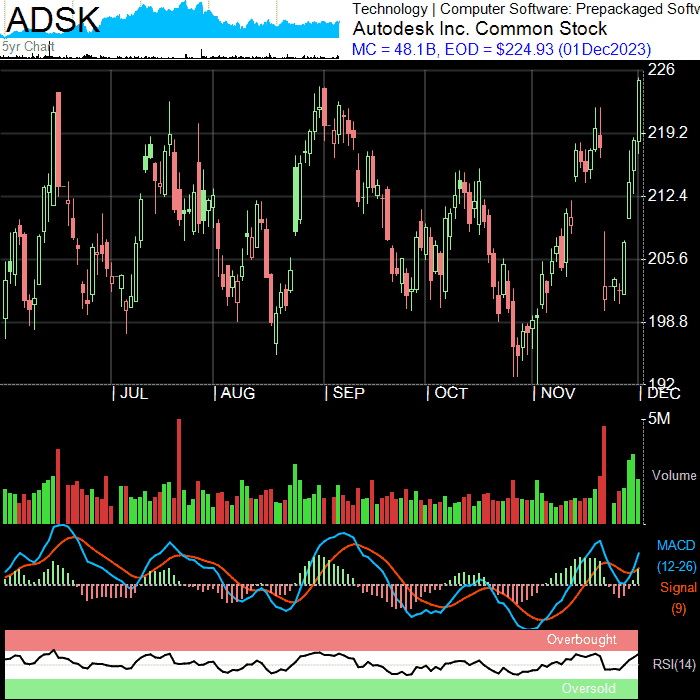 ADSK
5yr Chart
Technology | Computer Software: Prepackaged Softw
Autodesk Inc. Common Stock
MC = 48.1B, EOD = $224.93 (01Dec2023)
226
219.2
212.4
205.6
198.8
192
JUL AUG SEP OCT NOV DEC
5M
Volume
MACD
(12-26)
Signal
(9)
Overbought
RSI(14)
Oversold